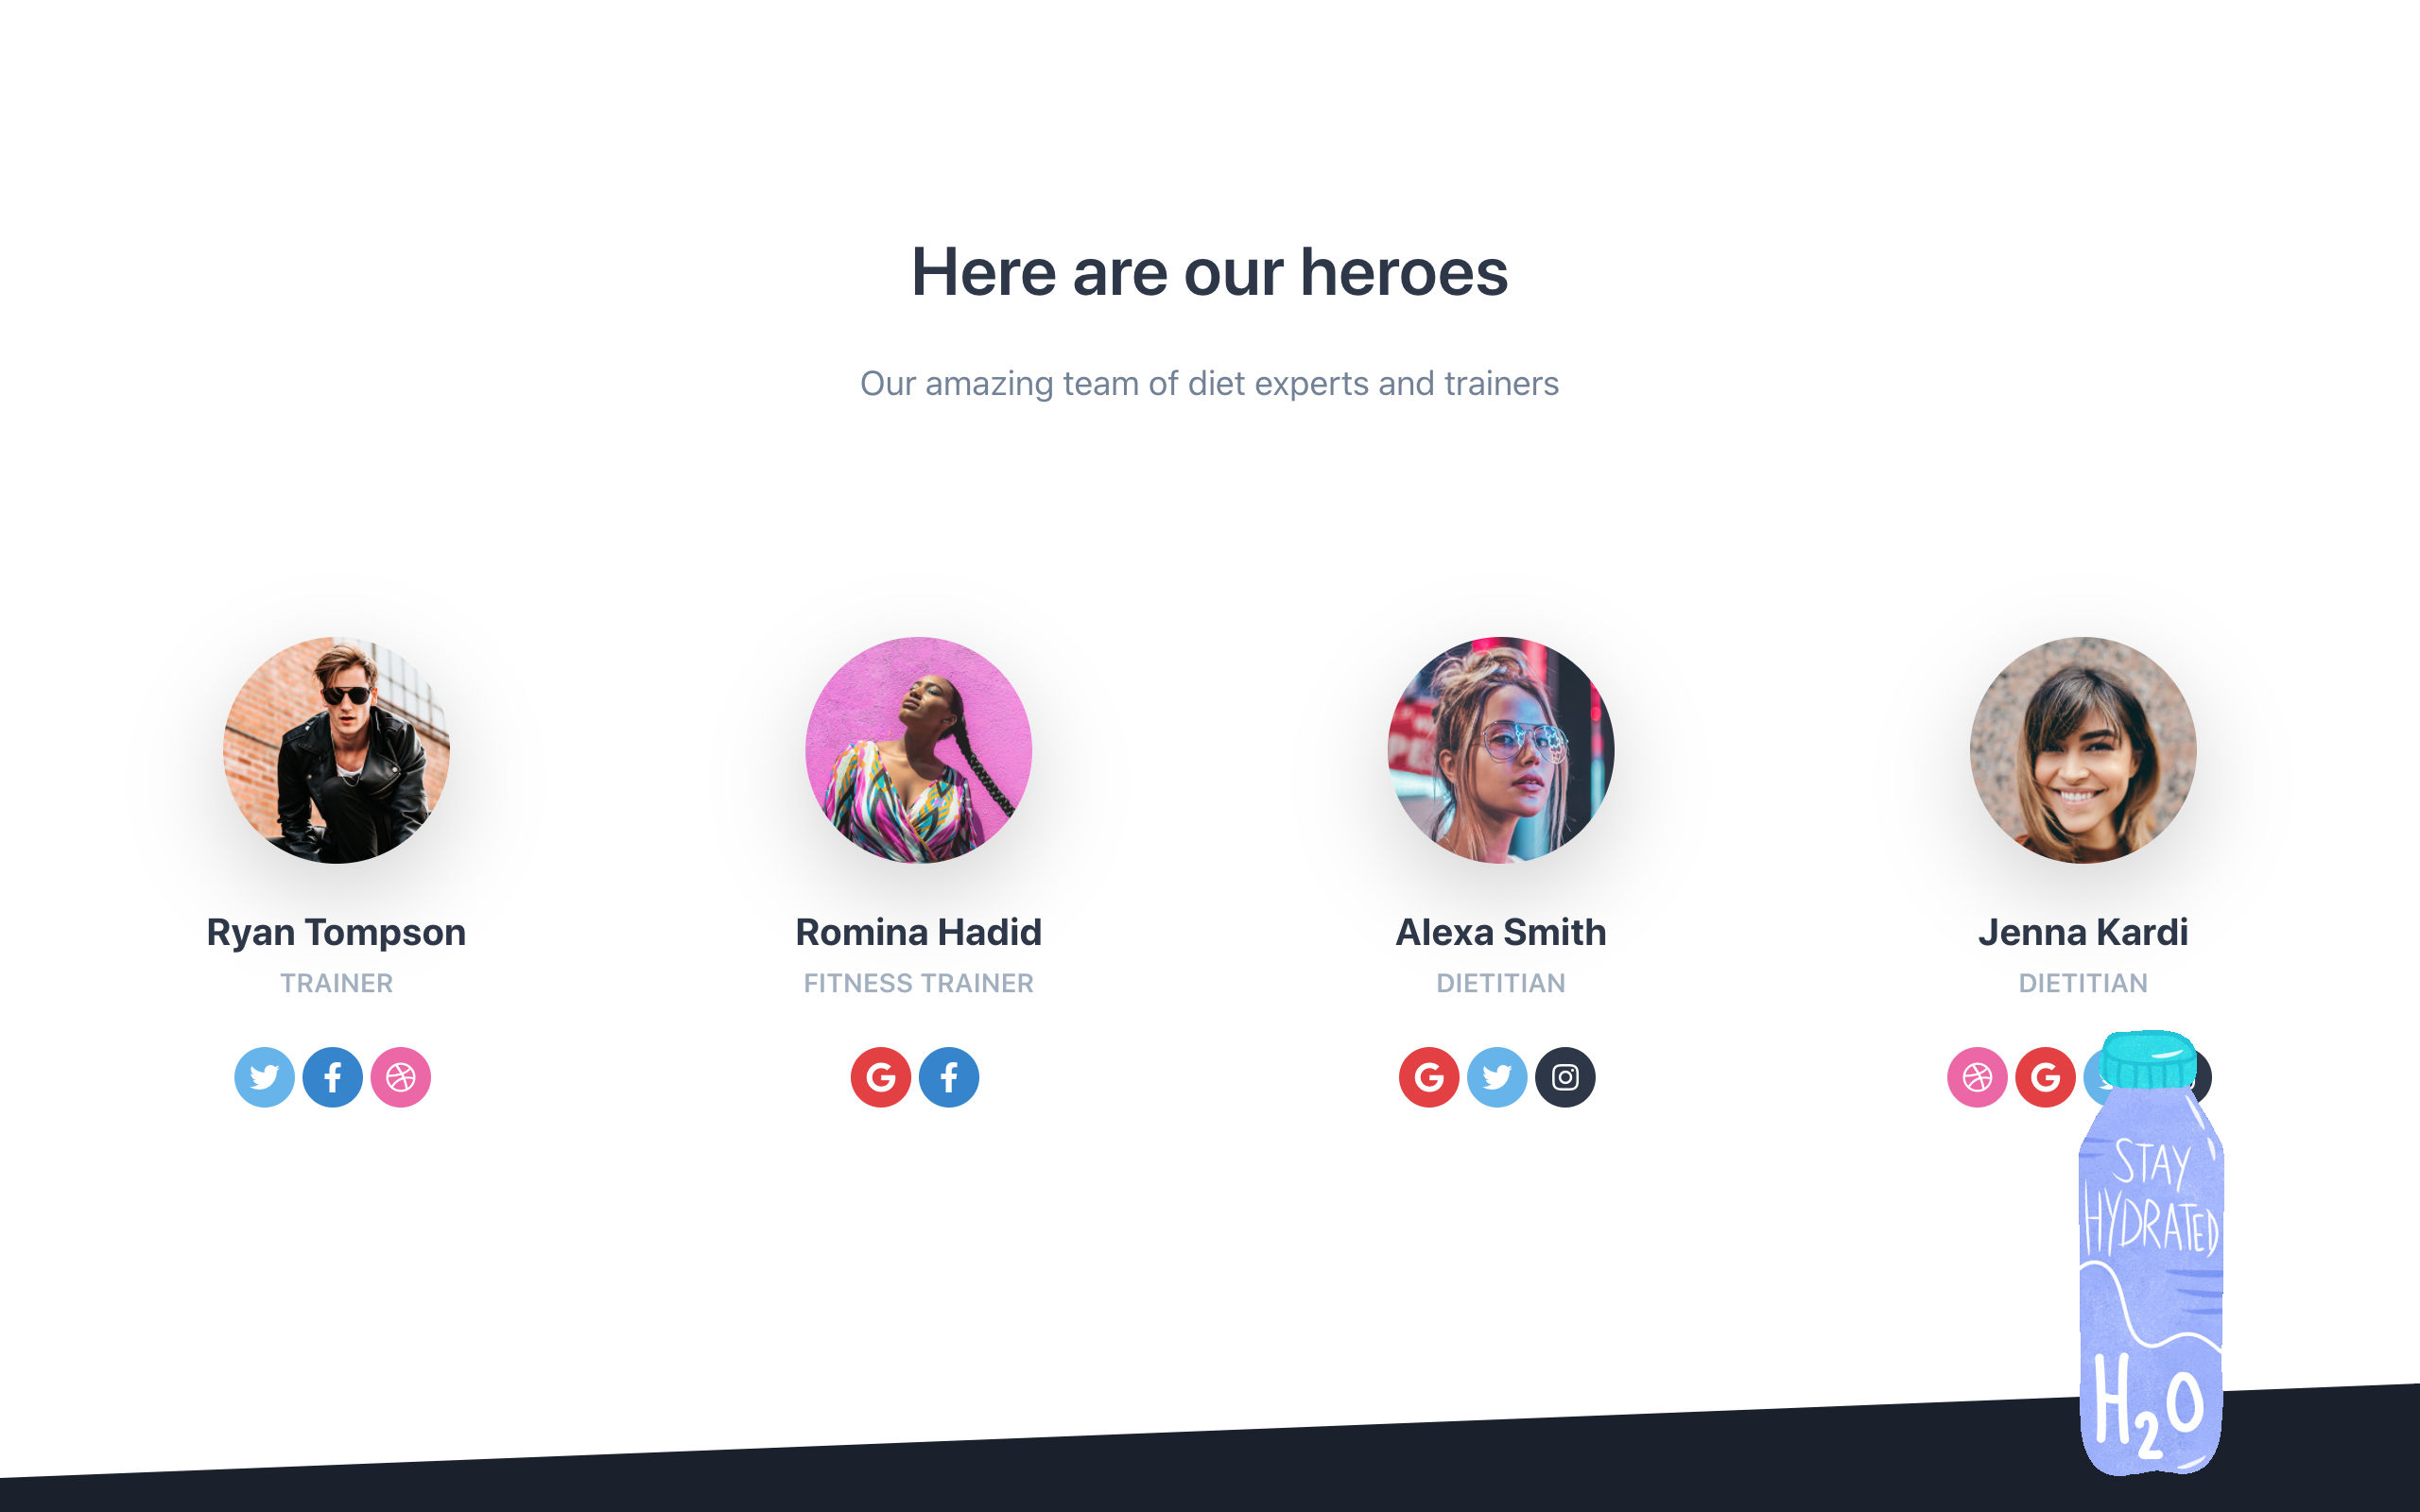 Here are our heroes
Our amazing team of diet experts and trainers
Ryan Tompson
TRAINER
Romina Hadid
FITNESS TRAINER
Alexa Smith
DIETITIAN
Jenna Kardi
DIETITIAN
STAY
HYDRATED
H₂O